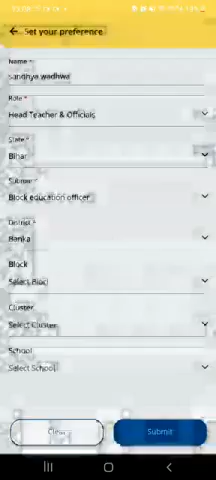 Set your preference
Name *
sandhya wadhwa
Role *
Head Teacher & Officials
State *
Bihar
Block education officer
District *
Banka
Block
Select Block
Cluster
Select Cluster
School
Select School
Submit